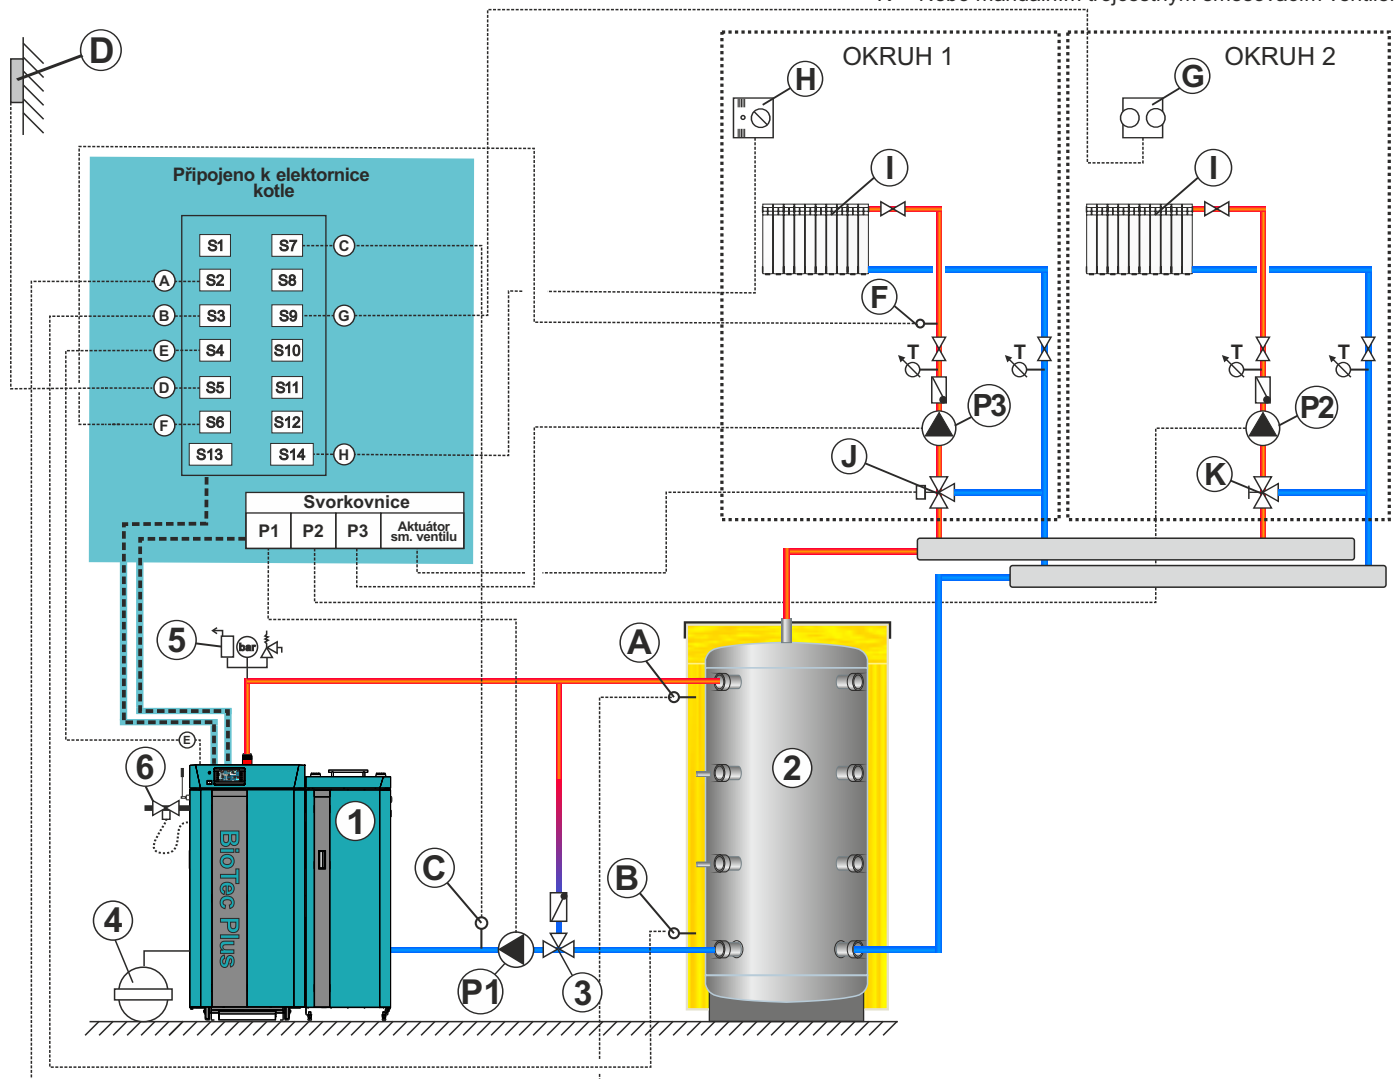 D
OKRUH 1
OKRUH 2
H
G
Připojeno k elektornice
kotle
I
I
S1
S7
C
A
S2
S8
B
S3
S9
G
F
E
S4
S10
T
T
T
T
D
S5
S11
F
S6
S12
P3
P2
S13
S14
H
J
K
Svorkovnice
P1
P2
P3
Aktuátor
sm. ventilu
5
bar
A
E
6
2
1
BioTec Plus
C
B
4
P1
3